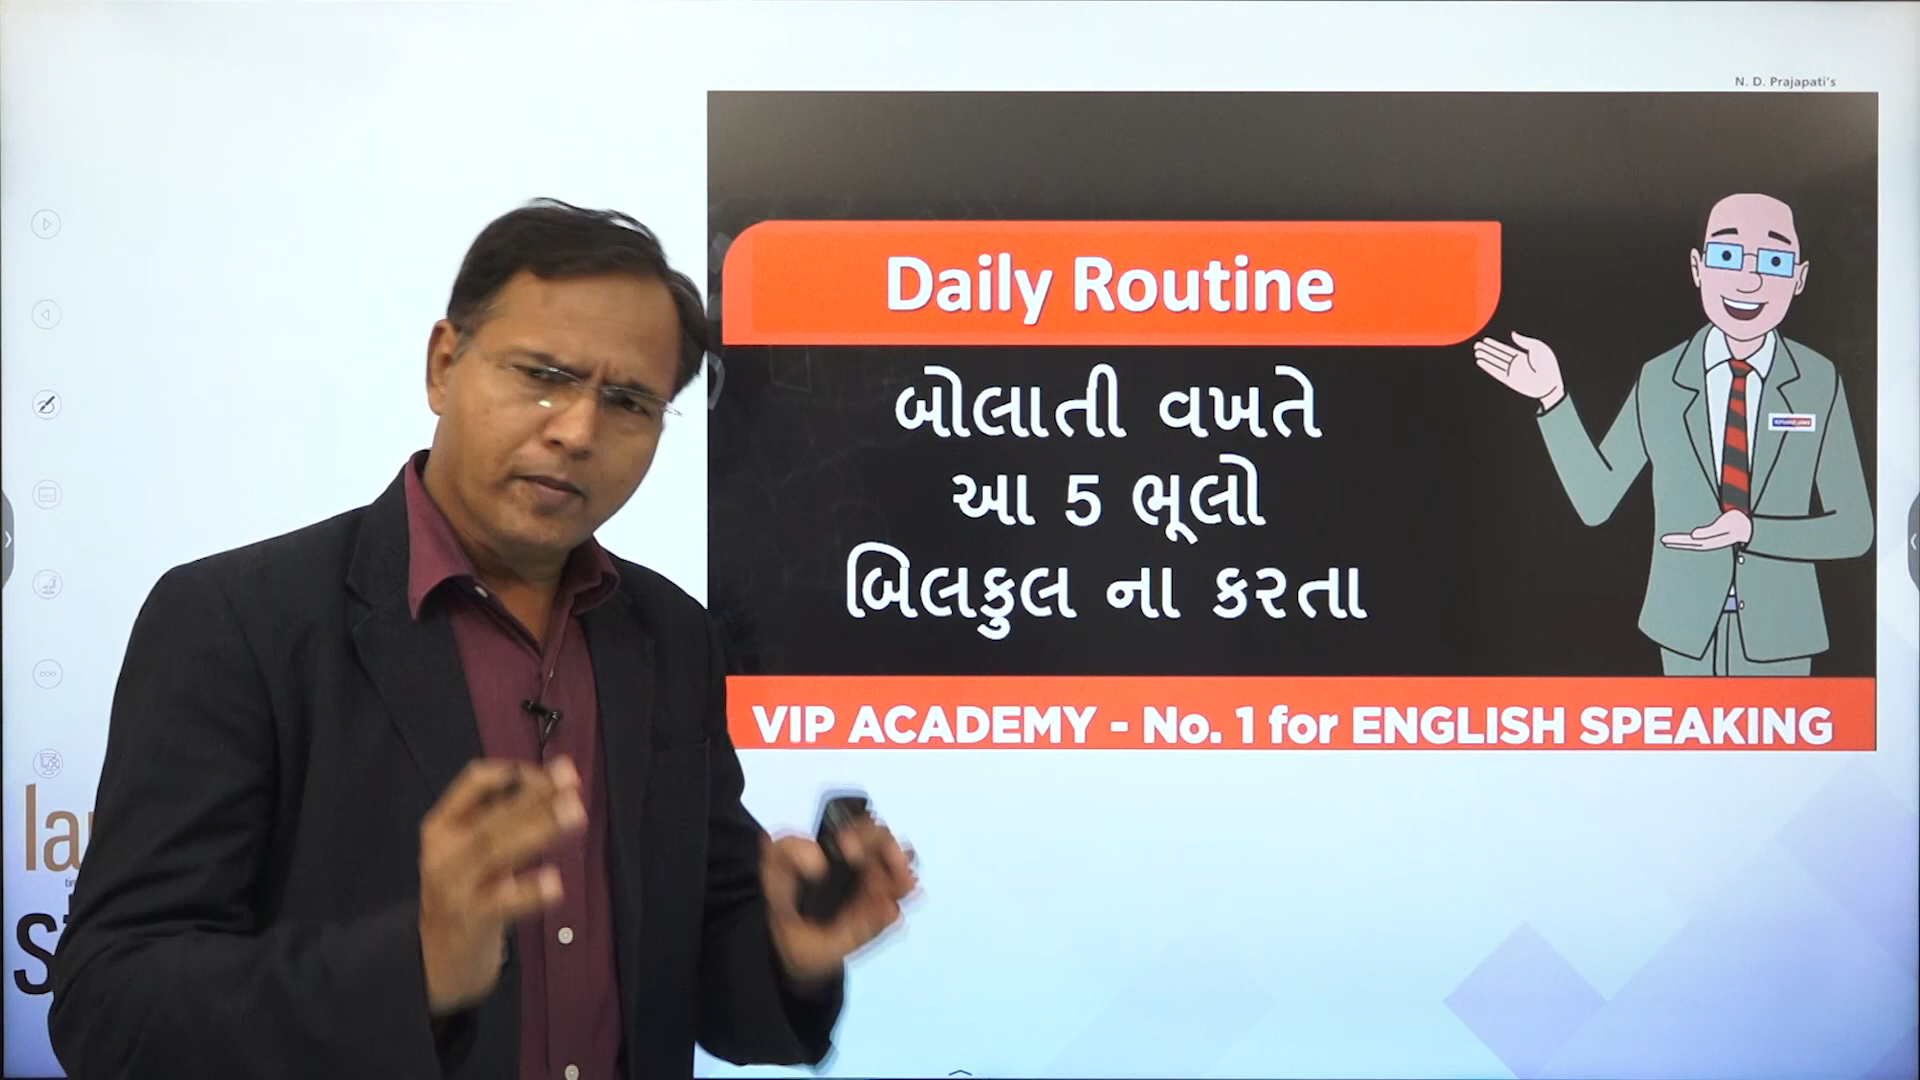 N. D. Prajapati's
Daily Routine
બોલાતી વખતે
આ 5 ભૂલો
બિલકુલ ના કરતા
VIP ACADEMY - No. 1 for ENGLISH SPEAKING